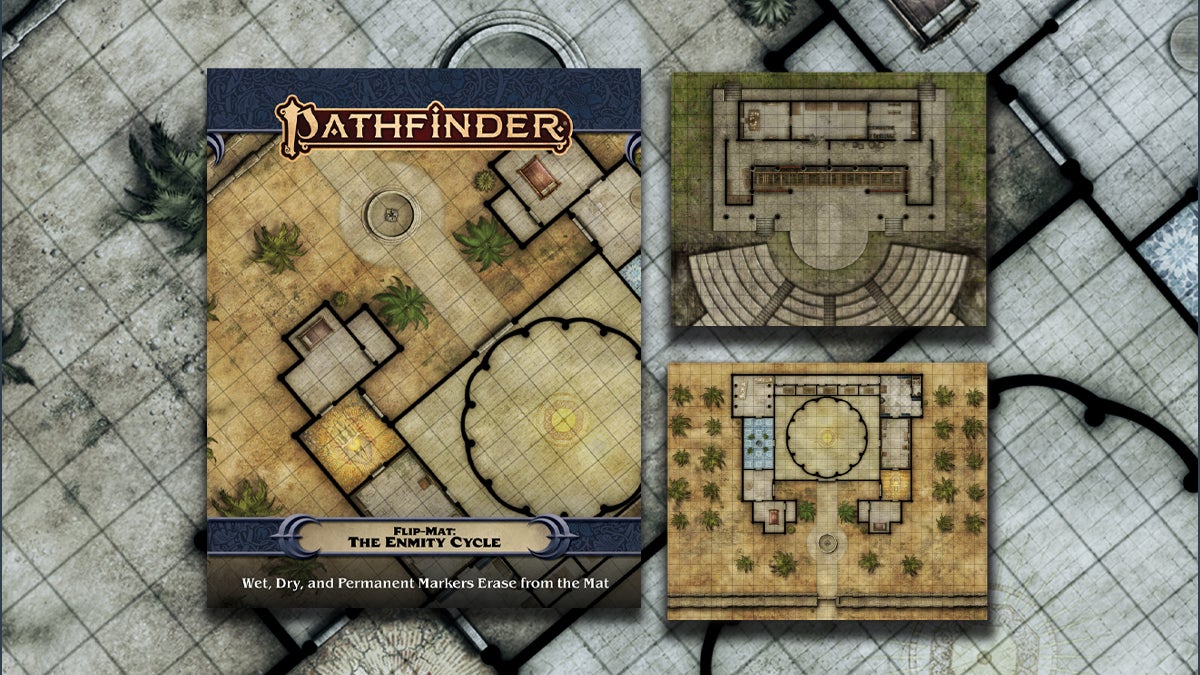 PATHFINDER
FLIP-MAT:
THE ENMITY CYCLE
Wet, Dry, and Permanent Markers Erase from the Mat